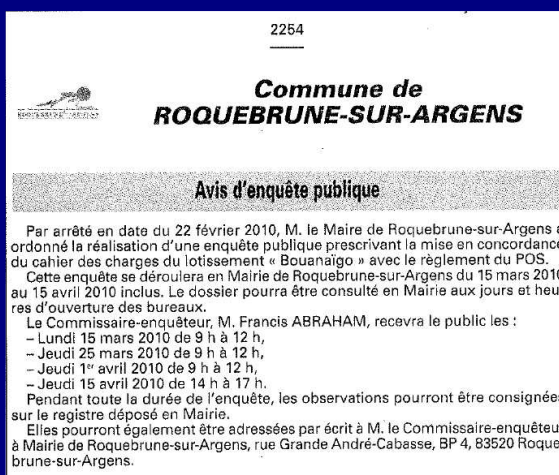 2254
Commune de
ROQUEBRUNE-SUR-ARGENS
Avis d'enquête publique
Par arrêté en date du 22 février 2010, M. le Maire de Roquebrune-sur-Argens a
ordonné la réalisation d'une enquête publique prescrivant la mise en concordance
du cahier des charges du lotissement « Bouanaïgo » avec le règlement du POS.
Cette enquête se déroulera en Mairie de Roquebrune-sur-Argens du 15 mars 2010
au 15 avril 2010 inclus. Le dossier pourra être consulté en Mairie aux jours et heu-
res d'ouverture des bureaux.
Le Commissaire-enquêteur, M. Francis ABRAHAM, recevra le public les :
– Lundi 15 mars 2010 de 9 h à 12 h,
– Jeudi 25 mars 2010 de 9 h à 12 h,
– Jeudi 1er avril 2010 de 9 h à 12 h,
– Jeudi 15 avril 2010 de 14 h à 17 h.
Pendant toute la durée de l'enquête, les observations pourront être consignées
sur le registre déposé en Mairie.
Elles pourront également être adressées par écrit à M. le Commissaire-enquêteu
à Mairie de Roquebrune-sur-Argens, rue Grande André-Cabasse, BP 4, 83520 Roque
brune-sur-Argens.